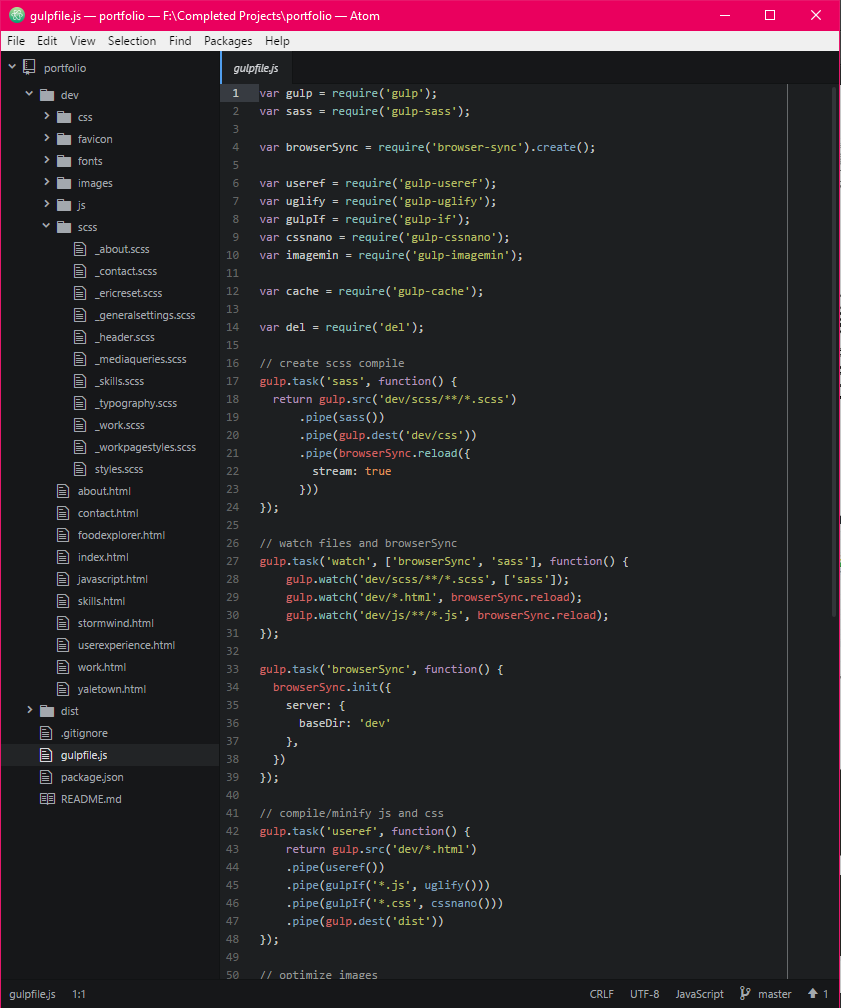 gulpfile.js — portfolio — F:\Completed Projects\portfolio — Atom
File Edit View Selection Find Packages Help
portfolio
dev
css
favicon
fonts
images
js
scss
_about.scss
_contact.scss
_ericreset.scss
_generalsettings.scss
_header.scss
_mediaqueries.scss
_skills.scss
_typography.scss
_work.scss
_workpagestyles.scss
styles.scss
about.html
contact.html
foodexplorer.html
index.html
javascript.html
skills.html
stormwind.html
userexperience.html
work.html
yaletown.html
dist
.gitignore
gulpfile.js
package.json
README.md
gulpfile.js
1 var gulp = require('gulp');
2 var sass = require('gulp-sass');
3
4 var browserSync = require('browser-sync').create();
5
6 var useref = require('gulp-useref');
7 var uglify = require('gulp-uglify');
8 var gulpIf = require('gulp-if');
9 var cssnano = require('gulp-cssnano');
10 var imagemin = require('gulp-imagemin');
11
12 var cache = require('gulp-cache');
13
14 var del = require('del');
15
16 // create scss compile
17 gulp.task('sass', function() {
18 return gulp.src('dev/scss/**/*.scss')
19 .pipe(sass())
20 .pipe(gulp.dest('dev/css'))
21 .pipe(browserSync.reload({
22 stream: true
23 }))
24 });
25
26 // watch files and browserSync
27 gulp.task('watch', ['browserSync', 'sass'], function() {
28 gulp.watch('dev/scss/**/*.scss', ['sass']);
29 gulp.watch('dev/*.html', browserSync.reload);
30 gulp.watch('dev/js/**/*.js', browserSync.reload);
31 });
32
33 gulp.task('browserSync', function() {
34 browserSync.init({
35 server: {
36 baseDir: 'dev'
37 },
38 })
39 });
40
41 // compile/minify js and css
42 gulp.task('useref', function() {
43 return gulp.src('dev/*.html')
44 .pipe(useref())
45 .pipe(gulpIf('*.js', uglify()))
46 .pipe(gulpIf('*.css', cssnano()))
47 .pipe(gulp.dest('dist'))
48 });
49
50 // optimize images
gulpfile.js 1:1 CRLF UTF-8 JavaScript master 1